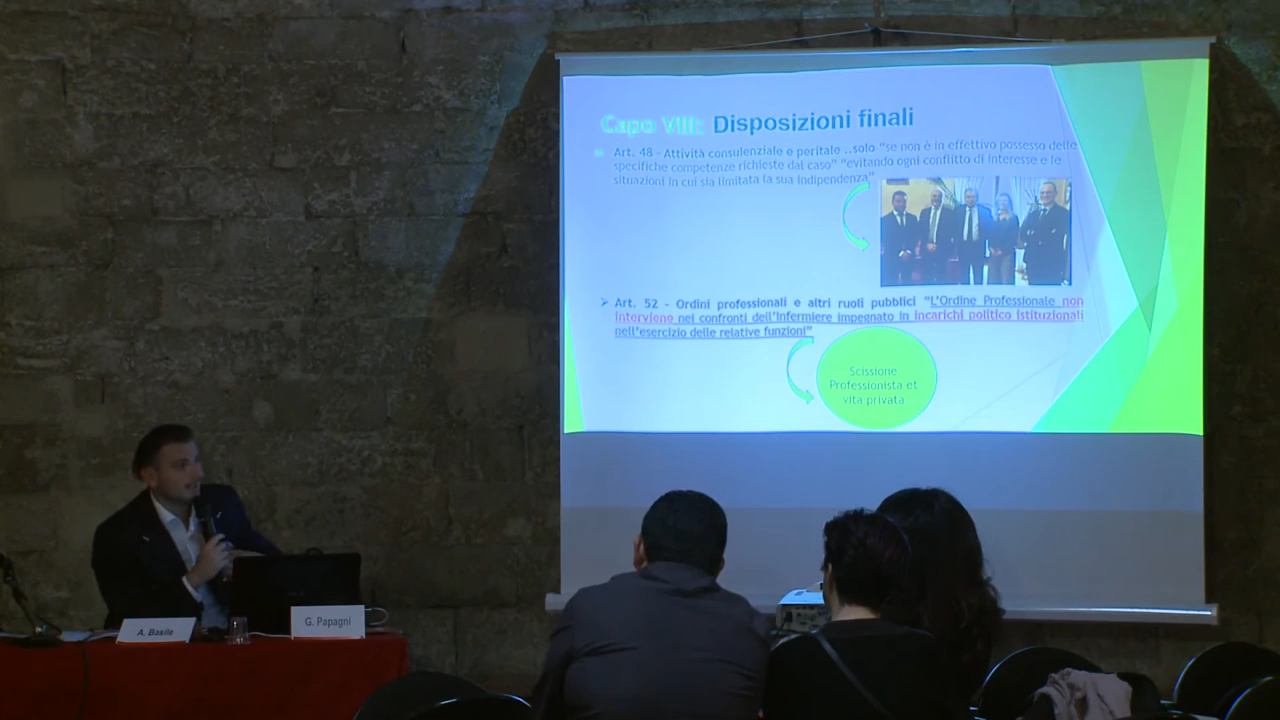 Capo VIII: Disposizioni finali
Art. 48 - Attività consulenziale e peritale ..solo "se non è in effettivo possesso delle
specifiche competenze richieste dal caso" "evitando ogni conflitto di interesse e le
situazioni in cui sia limitata la sua indipendenza"
Art. 52 - Ordini professionali e altri ruoli pubblici "L'Ordine Professionale non
interviene nei confronti dell'Infermiere impegnato in incarichi politico istituzionali
nell'esercizio delle relative funzioni"
Scissione
Professionista et
vita privata
A. Basile
G. Papagni